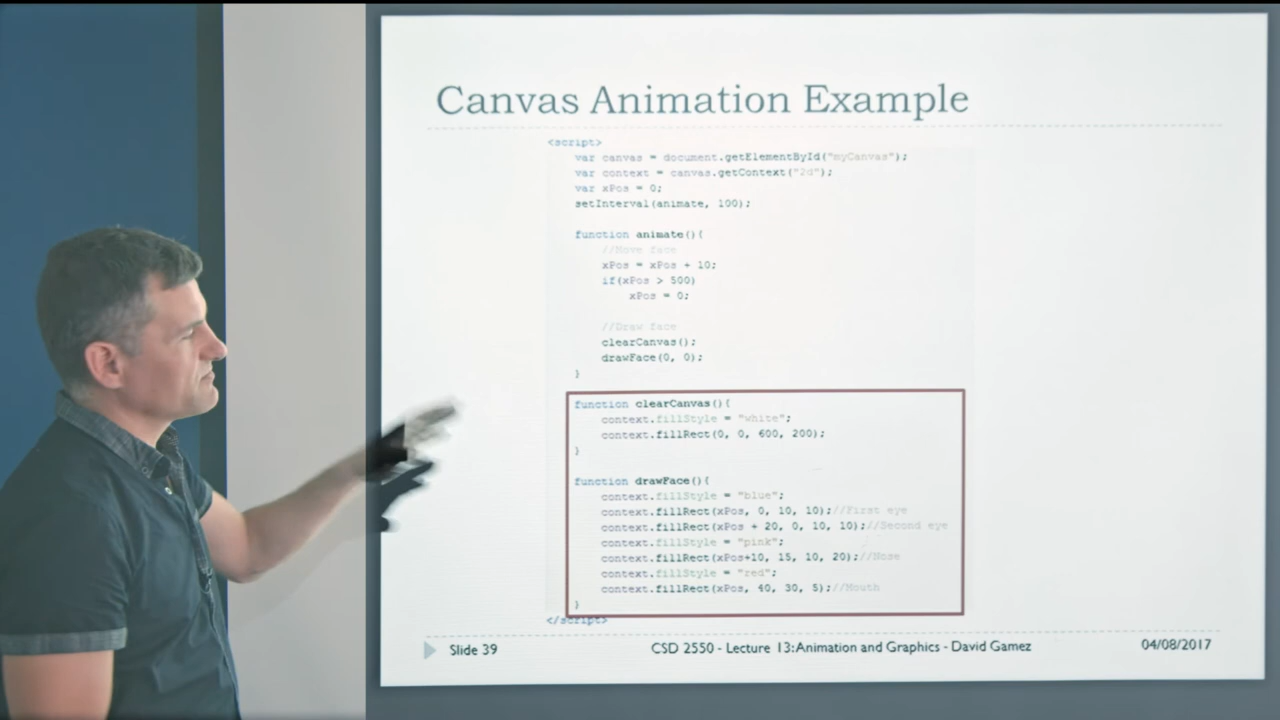 Canvas Animation Example
<script>
var canvas = document.getElementById("myCanvas");
var context = canvas.getContext("2d");
var xPos = 0;
setInterval(animate, 100);
function animate(){
//Move face
xPos = xPos + 10;
if(xPos > 500)
xPos = 0;
//Draw face
clearCanvas();
drawFace(0, 0);
}
function clearCanvas(){
context.fillStyle = "white";
context.fillRect(0, 0, 600, 200);
}
function drawFace(){
context.fillStyle = "blue";
context.fillRect(xPos, 0, 10, 10);//First eye
context.fillRect(xPos + 20, 0, 10, 10);//Second eye
context.fillStyle = "pink";
context.fillRect(xPos+10, 15, 10, 20);//Nose
context.fillStyle = "red";
context.fillRect(xPos, 40, 30, 5);//Mouth
}
</script>
Slide 39 CSD 2550 - Lecture 13:Animation and Graphics - David Gamez 04/08/2017